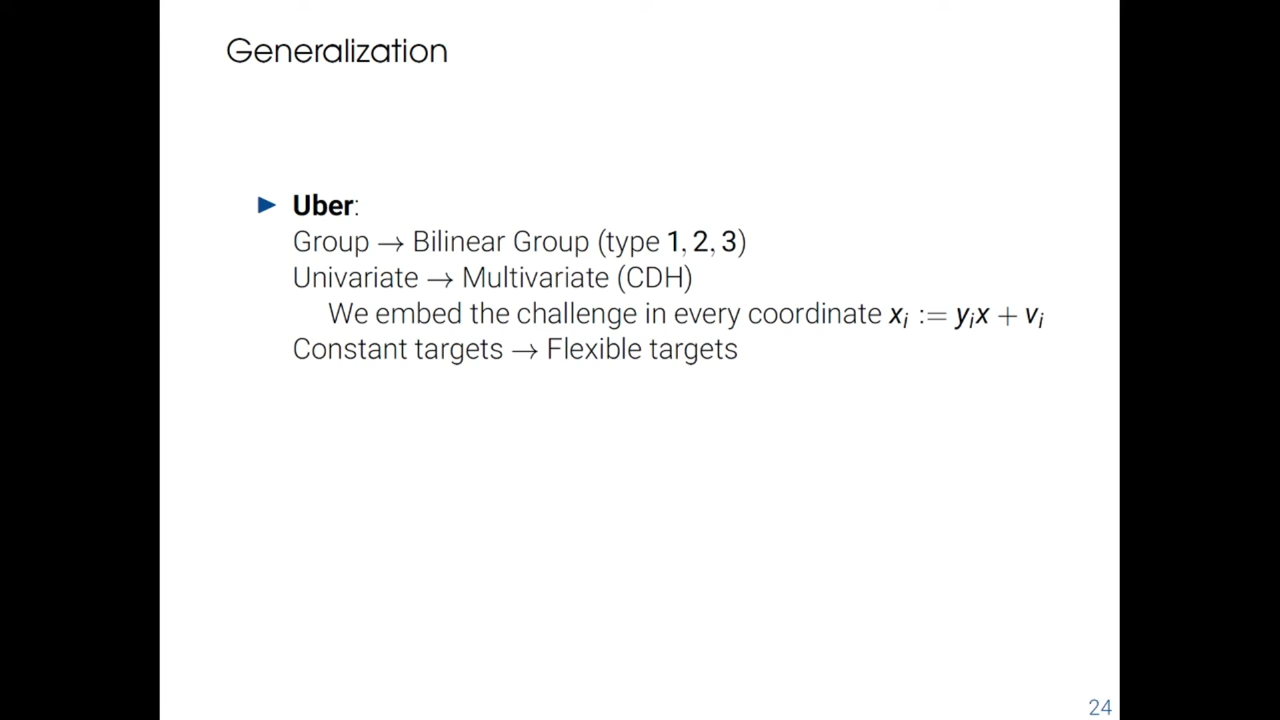 Generalization
► Uber:
Group → Bilinear Group (type 1, 2, 3)
Univariate → Multivariate (CDH)
We embed the challenge in every coordinate xᵢ := yᵢx + vᵢ
Constant targets → Flexible targets
24